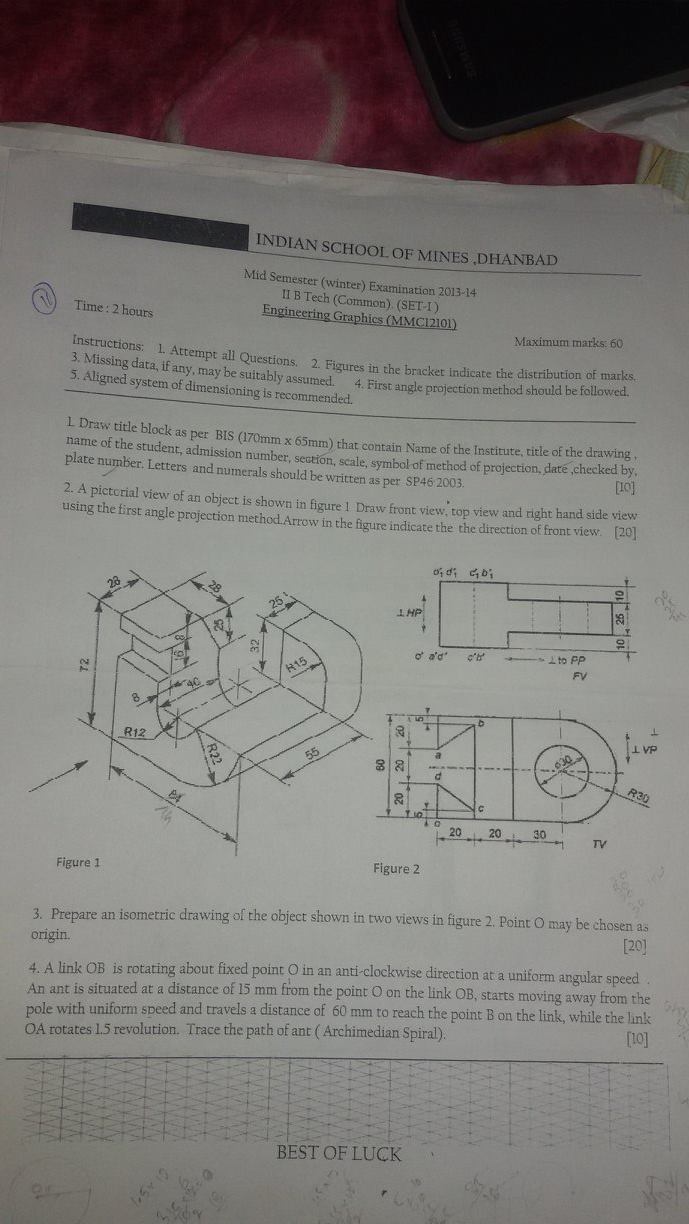 SAMSUNG
INDIAN SCHOOL OF MINES ,DHANBAD
Mid Semester (winter) Examination 2013-14
II B Tech (Common). (SET-I )
Engineering Graphics (MMC12101)
Time : 2 hours
Maximum marks: 60
Instructions: 1. Attempt all Questions. 2. Figures in the bracket indicate the distribution of marks.
3. Missing data, if any, may be suitably assumed. 4. First angle projection method should be followed.
5. Aligned system of dimensioning is recommended.
1. Draw title block as per BIS (170mm x 65mm) that contain Name of the Institute, title of the drawing ,
name of the student, admission number, section, scale, symbol of method of projection, date ,checked by,
plate number. Letters and numerals should be written as per SP46:2003. [10]
2. A pictorial view of an object is shown in figure 1 Draw front view, top view and right hand side view
using the first angle projection method.Arrow in the figure indicate the the direction of front view. [20]
28
28
25
72
8
16
40
8
R12
R22
25
32
R15
55
Figure 1
o'1 d'1 c'1 b'1
⊥HP
o' a'd' c'b'
⊥to PP
FV
10
25
10
60
20
20
20
5
5
a
b
d
c
o
ø30
R30
⊥
⊥VP
20
20
30
TV
Figure 2
3. Prepare an isometric drawing of the object shown in two views in figure 2. Point O may be chosen as
origin. [20]
4. A link OB is rotating about fixed point O in an anti-clockwise direction at a uniform angular speed .
An ant is situated at a distance of 15 mm from the point O on the link OB, starts moving away from the
pole with uniform speed and travels a distance of 60 mm to reach the point B on the link, while the link
OA rotates 1.5 revolution. Trace the path of ant ( Archimedian Spiral). [10]
BEST OF LUCK